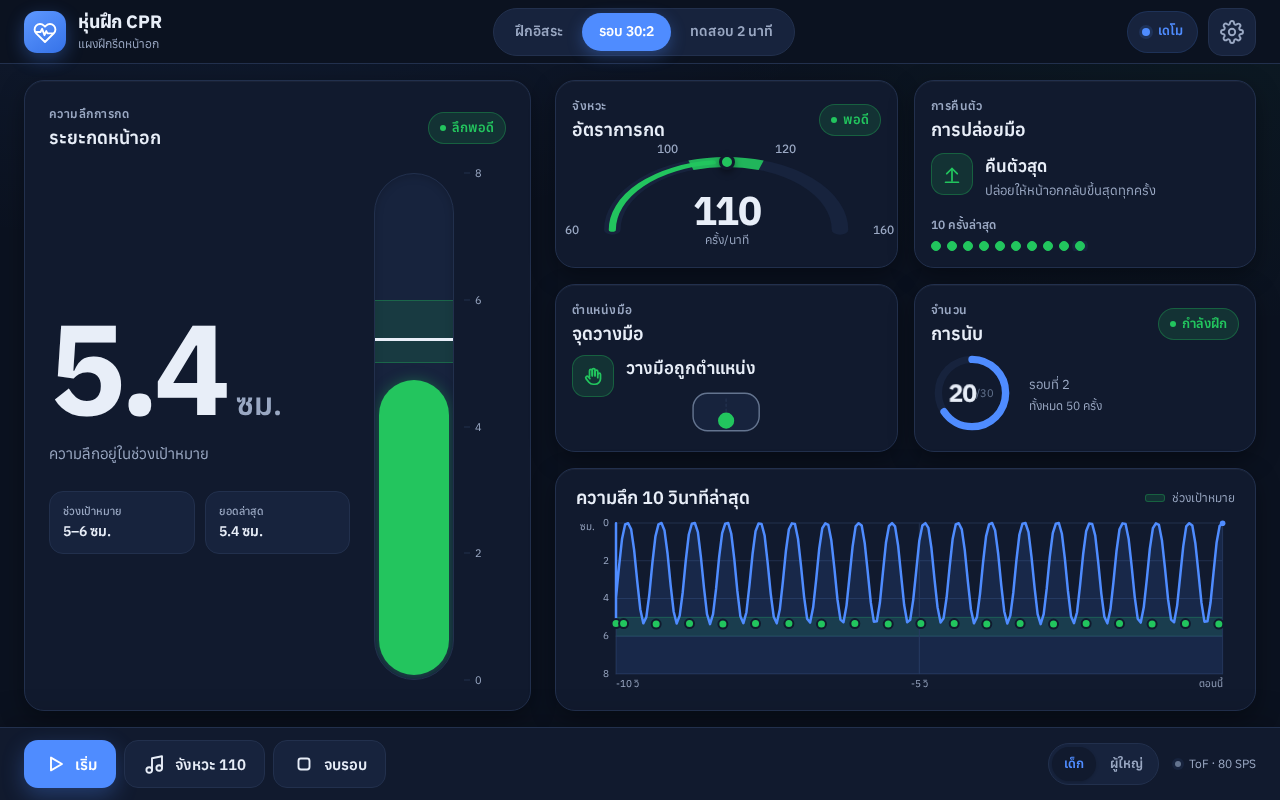 หุ่นฝึก CPR
แผงฝึกรีดหน้าอก
ฝึกอิสระ
รอบ 30:2
ทดสอบ 2 นาที
เดโม
ความลึกการกด
ระยะกดหน้าอก
ลึกพอดี
8
6
4
2
0
5.4 ซม.
ความลึกอยู่ในช่วงเป้าหมาย
ช่วงเป้าหมาย
5–6 ซม.
ยอดล่าสุด
5.4 ซม.
จังหวะ
อัตราการกด
พอดี
100
120
60
160
110
ครั้ง/นาที
การคืนตัว
การปล่อยมือ
คืนตัวสุด
ปล่อยให้หน้าอกกลับขึ้นสุดทุกครั้ง
10 ครั้งล่าสุด
ตำแหน่งมือ
จุดวางมือ
วางมือถูกตำแหน่ง
จำนวน
การนับ
กำลังฝึก
20/30
รอบที่ 2
ทั้งหมด 50 ครั้ง
ความลึก 10 วินาทีล่าสุด
ช่วงเป้าหมาย
ซม.
0
2
4
6
8
-10 วิ
-5 วิ
ตอนนี้
เริ่ม
จังหวะ 110
จบรอบ
เด็ก
ผู้ใหญ่
ToF · 80 SPS